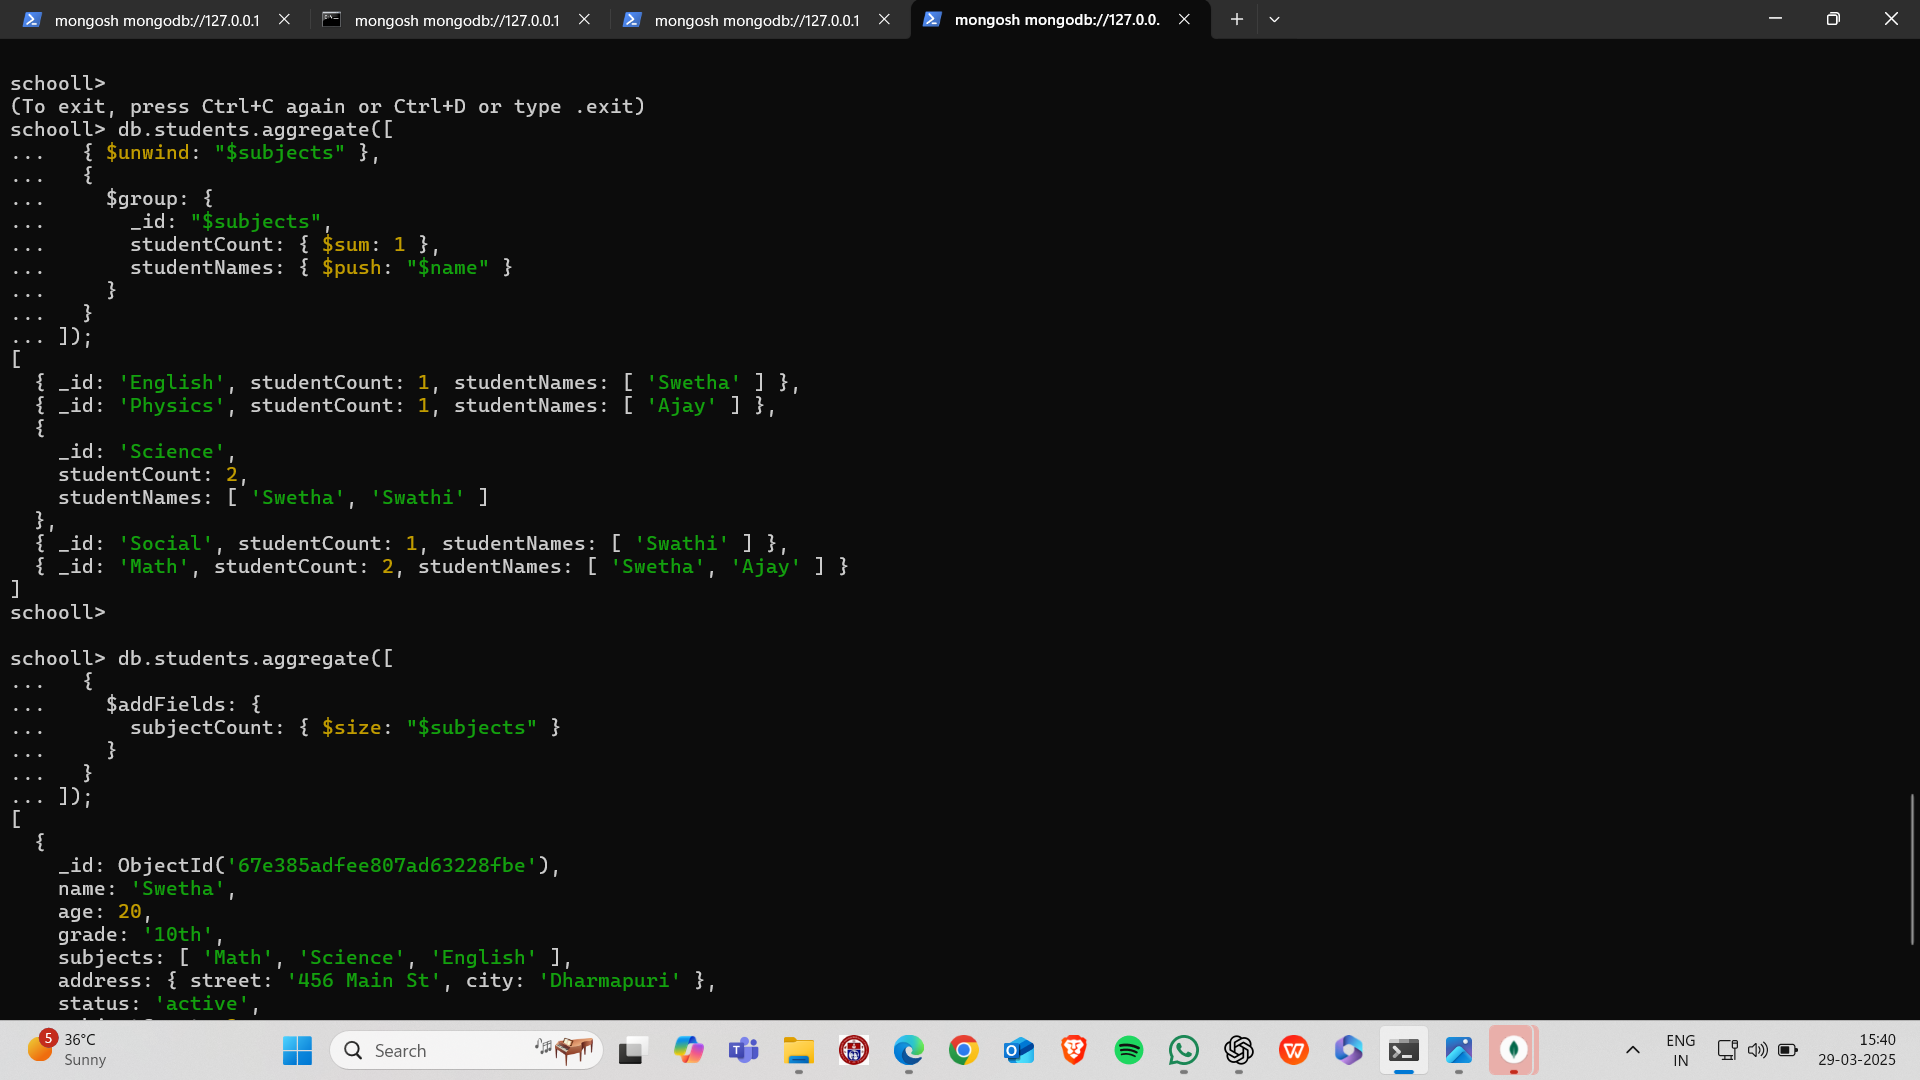 mongosh mongodb://127.0.0.1 mongosh mongodb://127.0.0.1 mongosh mongodb://127.0.0.1 mongosh mongodb://127.0.0.
schooll>
(To exit, press Ctrl+C again or Ctrl+D or type .exit)
schooll> db.students.aggregate([
...   { $unwind: "$subjects" },
...   {
...     $group: {
...       _id: "$subjects",
...       studentCount: { $sum: 1 },
...       studentNames: { $push: "$name" }
...     }
...   }
... ]);
[
  { _id: 'English', studentCount: 1, studentNames: [ 'Swetha' ] },
  { _id: 'Physics', studentCount: 1, studentNames: [ 'Ajay' ] },
  {
    _id: 'Science',
    studentCount: 2,
    studentNames: [ 'Swetha', 'Swathi' ]
  },
  { _id: 'Social', studentCount: 1, studentNames: [ 'Swathi' ] },
  { _id: 'Math', studentCount: 2, studentNames: [ 'Swetha', 'Ajay' ] }
]
schooll>
schooll> db.students.aggregate([
...   {
...     $addFields: {
...       subjectCount: { $size: "$subjects" }
...     }
...   }
... ]);
[
  {
    _id: ObjectId('67e385adfee807ad63228fbe'),
    name: 'Swetha',
    age: 20,
    grade: '10th',
    subjects: [ 'Math', 'Science', 'English' ],
    address: { street: '456 Main St', city: 'Dharmapuri' },
    status: 'active',
5 36°C
Sunny
Search
ENG
IN
15:40
29-03-2025